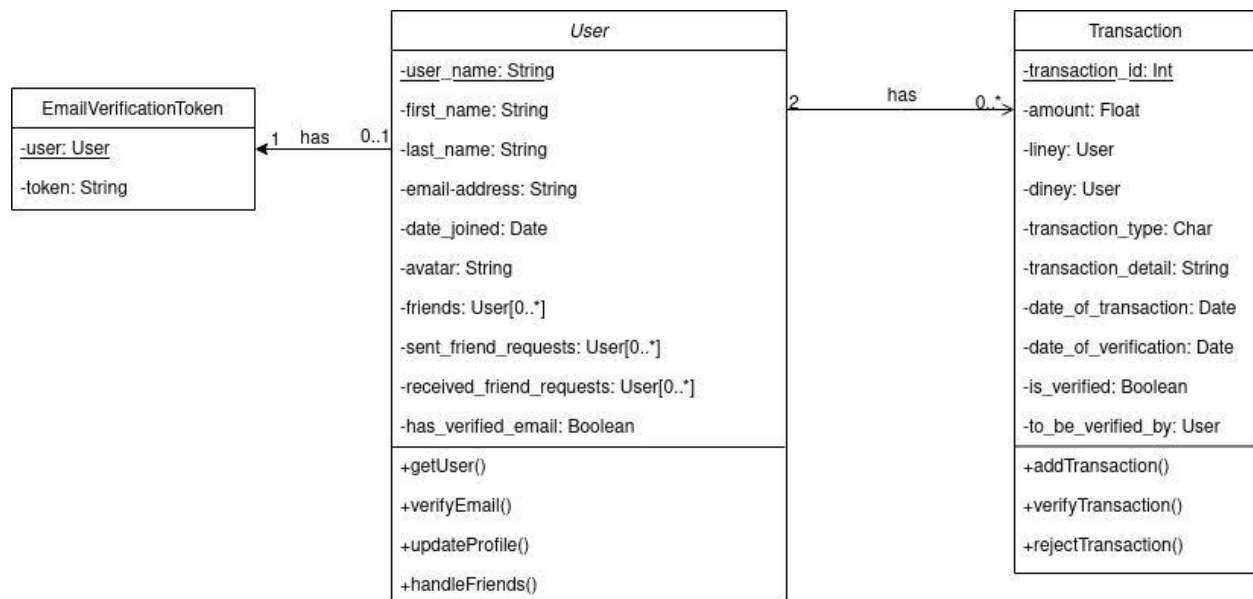 EmailVerificationToken
-user: User
-token: String
1 has 0..1
User
-user_name: String
-first_name: String
-last_name: String
-email-address: String
-date_joined: Date
-avatar: String
-friends: User[0..*]
-sent_friend_requests: User[0..*]
-received_friend_requests: User[0..*]
-has_verified_email: Boolean
+getUser()
+verifyEmail()
+updateProfile()
+handleFriends()
2 has 0..*
Transaction
-transaction_id: Int
-amount: Float
-liney: User
-diney: User
-transaction_type: Char
-transaction_detail: String
-date_of_transaction: Date
-date_of_verification: Date
-is_verified: Boolean
-to_be_verified_by: User
+addTransaction()
+verifyTransaction()
+rejectTransaction()